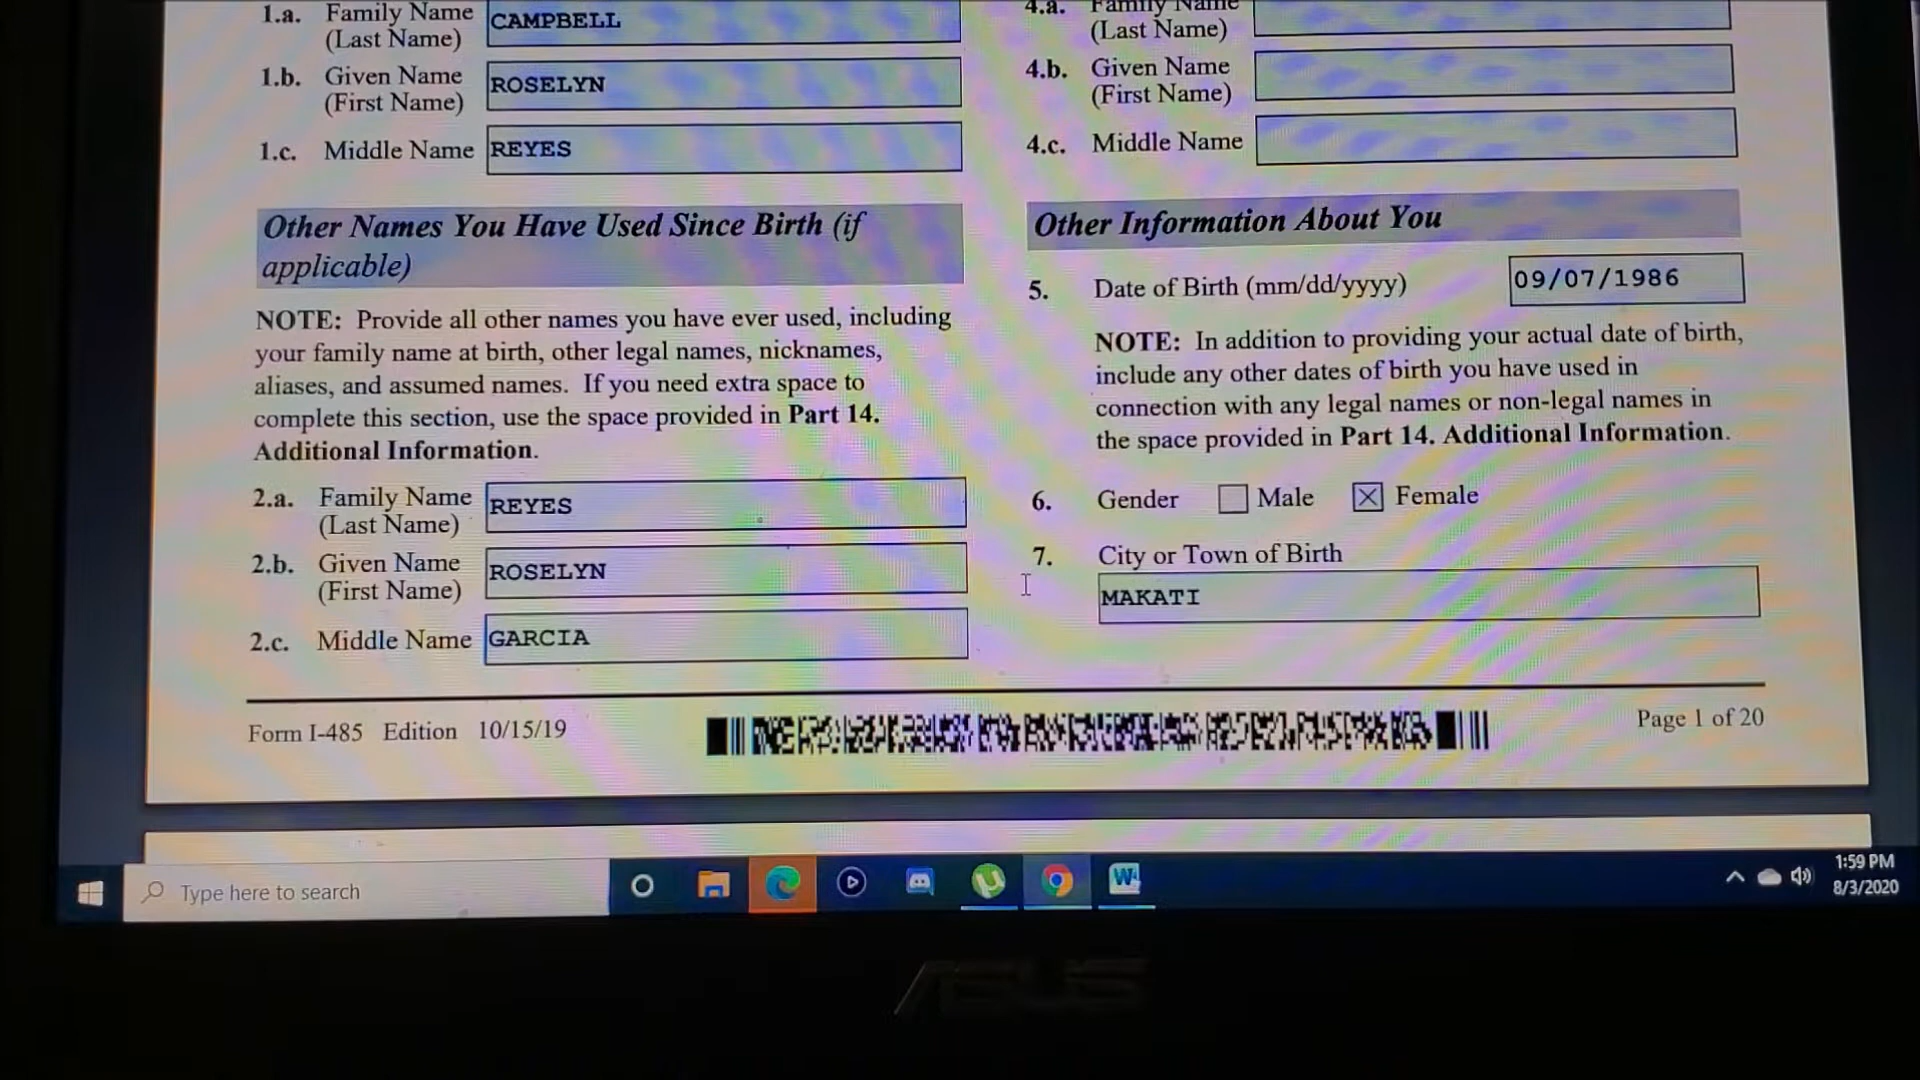 1.a. Family Name (Last Name) CAMPBELL
1.b. Given Name (First Name) ROSELYN
1.c. Middle Name REYES
Other Names You Have Used Since Birth (if
applicable)
NOTE: Provide all other names you have ever used, including
your family name at birth, other legal names, nicknames,
aliases, and assumed names. If you need extra space to
complete this section, use the space provided in Part 14.
Additional Information.
2.a. Family Name (Last Name) REYES
2.b. Given Name (First Name) ROSELYN
2.c. Middle Name GARCIA
4.a. Family Name (Last Name)
4.b. Given Name (First Name)
4.c. Middle Name
Other Information About You
5. Date of Birth (mm/dd/yyyy) 09/07/1986
NOTE: In addition to providing your actual date of birth,
include any other dates of birth you have used in
connection with any legal names or non-legal names in
the space provided in Part 14. Additional Information.
6. Gender Male Female
7. City or Town of Birth
MAKATI
Form I-485 Edition 10/15/19
Page 1 of 20
Type here to search
1:59 PM
8/3/2020
ASUS